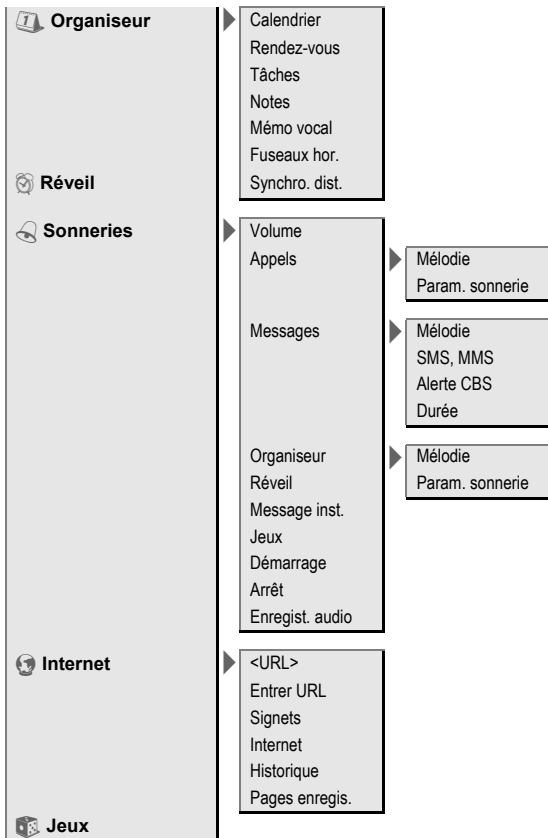 Organiseur
Calendrier
Rendez-vous
Tâches
Notes
Mémo vocal
Fuseaux hor.
Réveil
Synchro. dist.
Sonneries
Volume
Appels
Mélodie
Param. sonnerie
Messages
Mélodie
SMS, MMS
Alerte CBS
Durée
Organiseur
Mélodie
Réveil
Param. sonnerie
Message inst.
Jeux
Démarrage
Arrêt
Enregist. audio
Internet
<URL>
Entrer URL
Signets
Internet
Historique
Pages enregis.
Jeux